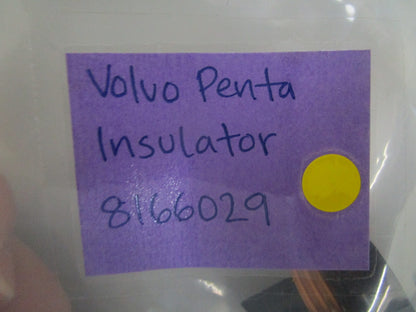 Volvo Penta
Insulator
8166029